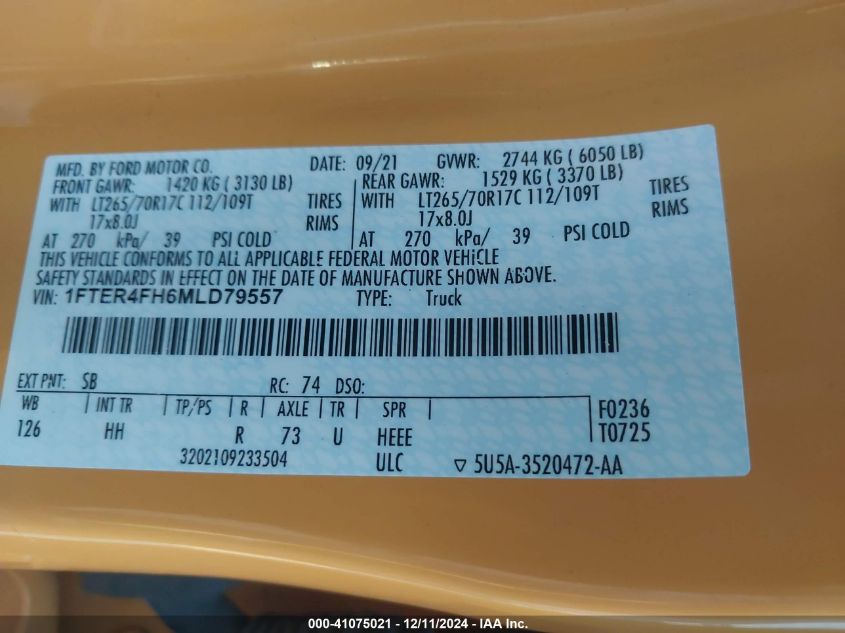 MFD. BY FORD MOTOR CO. DATE: 09/21 GVWR: 2744 KG ( 6050 LB)
FRONT GAWR: 1420 KG ( 3130 LB) REAR GAWR: 1529 KG ( 3370 LB)
WITH LT265/70R17C 112/109T TIRES WITH LT265/70R17C 112/109T TIRES
17x8.0J RIMS 17x8.0J RIMS
AT 270 kPa/ 39 PSI COLD AT 270 kPa/ 39 PSI COLD
THIS VEHICLE CONFORMS TO ALL APPLICABLE FEDERAL MOTOR VEHICLE
SAFETY STANDARDS IN EFFECT ON THE DATE OF MANUFACTURE SHOWN ABOVE.
VIN: 1FTER4FH6MLD79557 TYPE: Truck
EXT PNT: SB RC: 74 DSO:
WB INT TR TP/PS R AXLE TR SPR F0236
126 HH R 73 U HEEE T0725
3202109233504 ULC ▽ 5U5A-3520472-AA
000-41075021 - 12/11/2024 - IAA Inc.